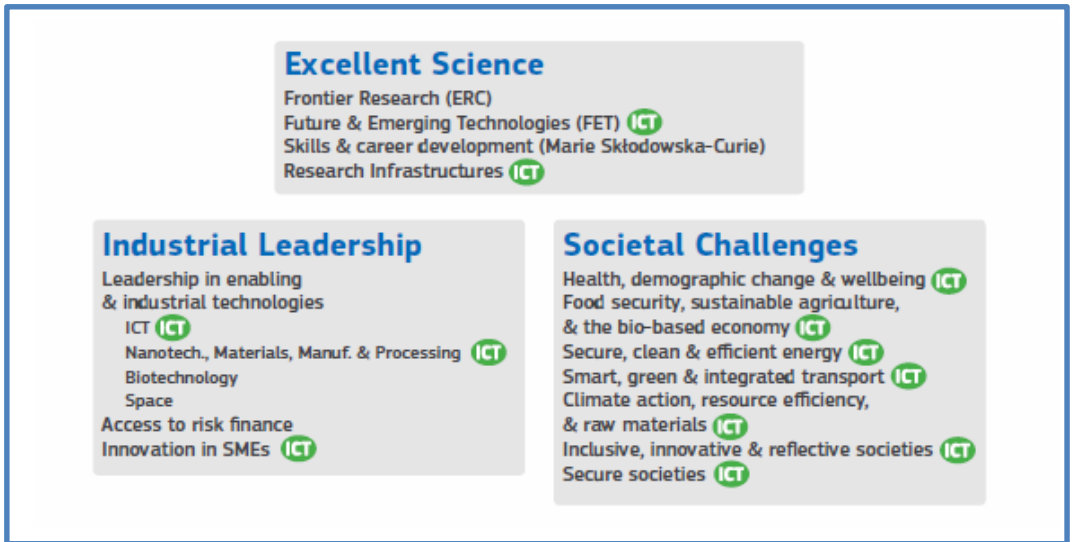 Excellent Science
Frontier Research (ERC)
Future & Emerging Technologies (FET) ICT
Skills & career development (Marie Skłodowska-Curie)
Research Infrastructures ICT
Industrial Leadership
Leadership in enabling
& industrial technologies
ICT ICT
Nanotech., Materials, Manuf. & Processing ICT
Biotechnology
Space
Access to risk finance
Innovation in SMEs ICT
Societal Challenges
Health, demographic change & wellbeing ICT
Food security, sustainable agriculture,
& the bio-based economy ICT
Secure, clean & efficient energy ICT
Smart, green & integrated transport ICT
Climate action, resource efficiency,
& raw materials ICT
Inclusive, innovative & reflective societies ICT
Secure societies ICT